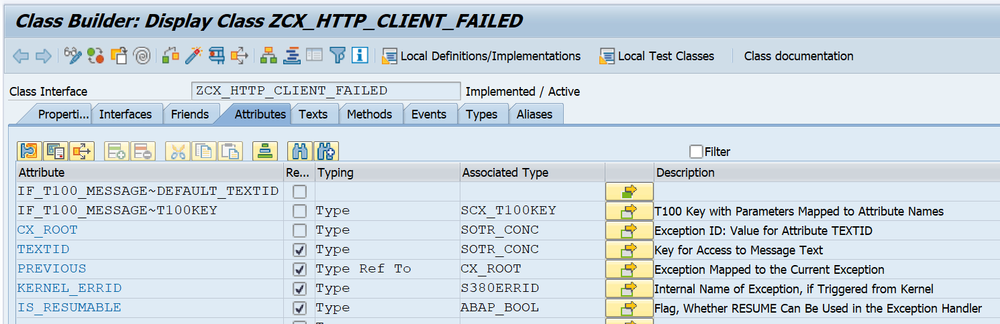 Class Builder: Display Class ZCX_HTTP_CLIENT_FAILED
Local Definitions/Implementations Local Test Classes Class documentation
Class Interface ZCX_HTTP_CLIENT_FAILED Implemented / Active
Properti... Interfaces Friends Attributes Texts Methods Events Types Aliases
Filter
Attribute Re... Typing Associated Type Description
IF_T100_MESSAGE~DEFAULT_TEXTID
IF_T100_MESSAGE~T100KEY Type SCX_T100KEY T100 Key with Parameters Mapped to Attribute Names
CX_ROOT Type SOTR_CONC Exception ID: Value for Attribute TEXTID
TEXTID Type SOTR_CONC Key for Access to Message Text
PREVIOUS Type Ref To CX_ROOT Exception Mapped to the Current Exception
KERNEL_ERRID Type S380ERRID Internal Name of Exception, if Triggered from Kernel
IS_RESUMABLE Type ABAP_BOOL Flag, Whether RESUME Can Be Used in the Exception Handler